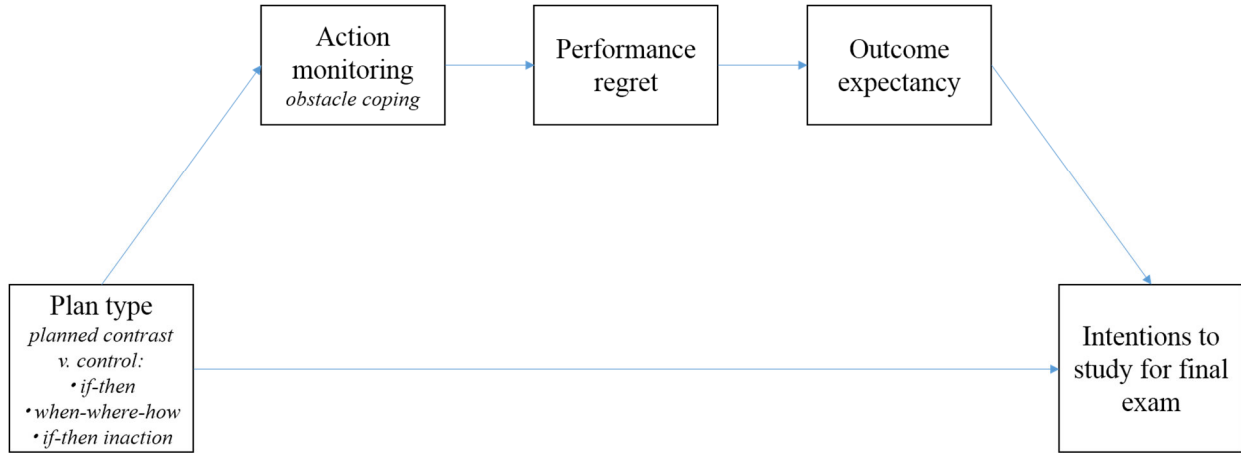 Action
monitoring
obstacle coping
Performance
regret
Outcome
expectancy
Plan type
planned contrast
v. control:
• if-then
• when-where-how
• if-then inaction
Intentions to
study for final
exam